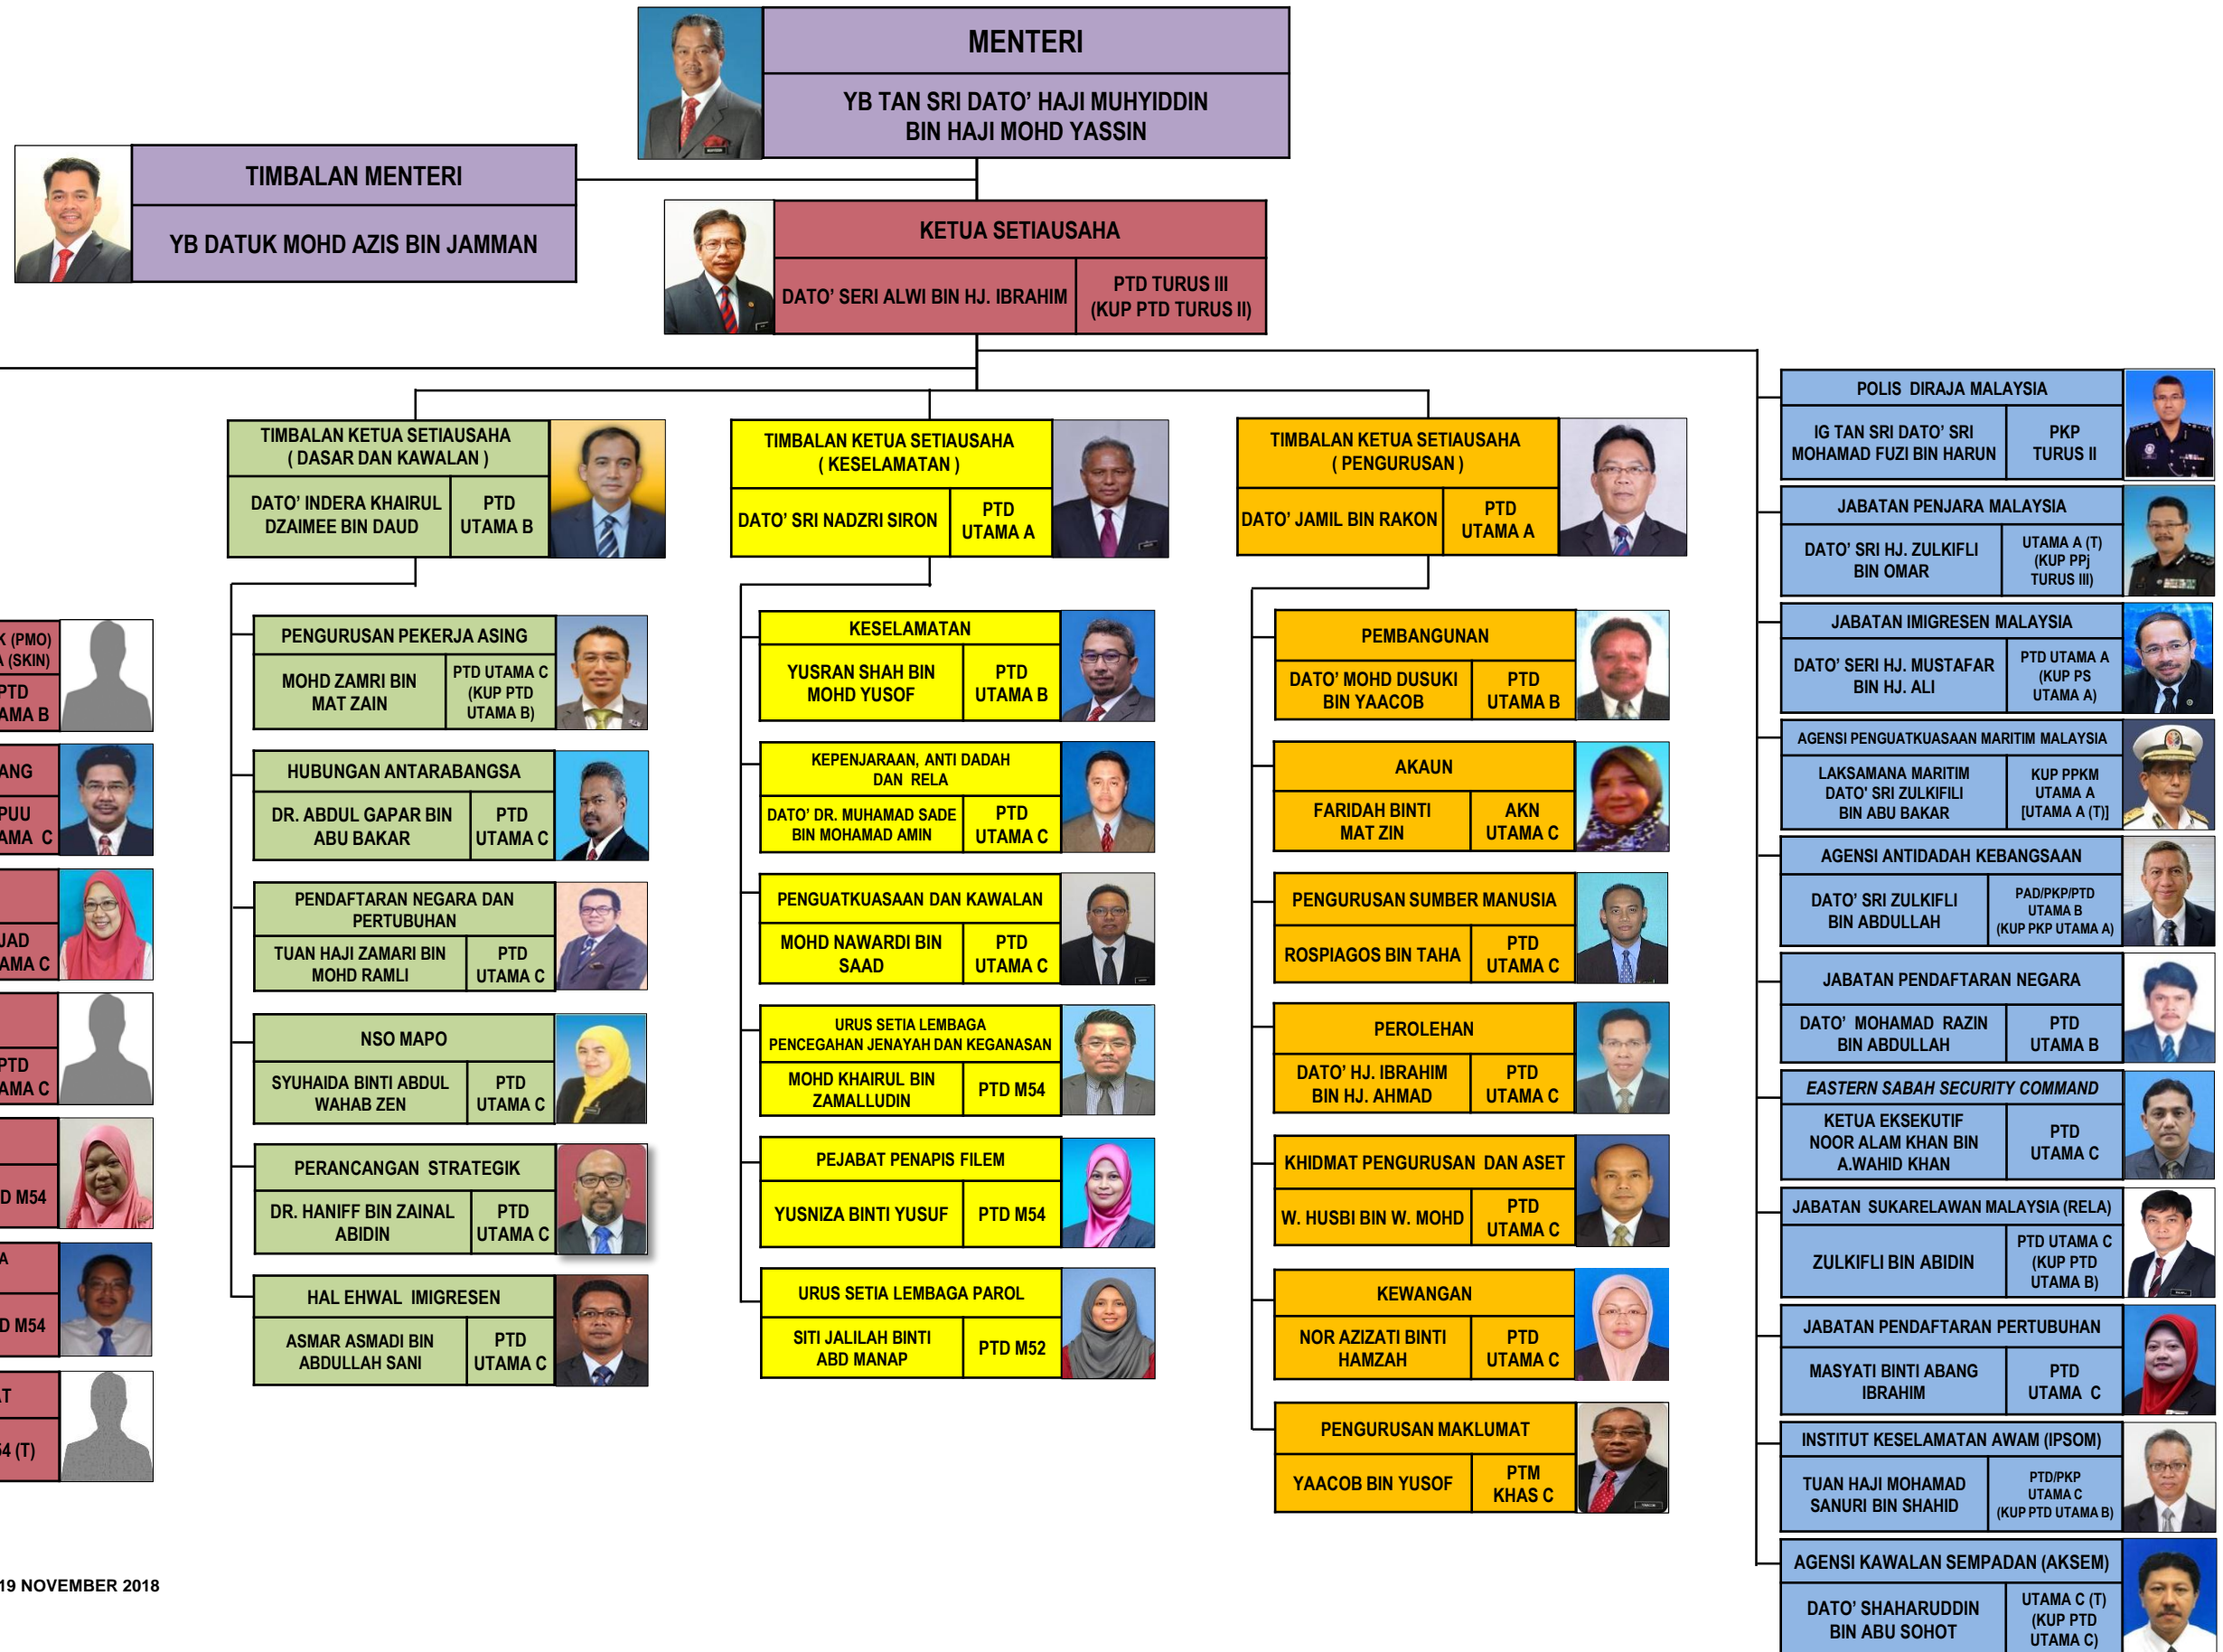 MENTERI
YB TAN SRI DATO’ HAJI MUHYIDDIN
BIN HAJI MOHD YASSIN
TIMBALAN MENTERI
YB DATUK MOHD AZIS BIN JAMMAN
KETUA SETIAUSAHA
DATO’ SERI ALWI BIN HJ. IBRAHIM
PTD TURUS III
(KUP PTD TURUS II)
K (PMO)
A (SKIN)
PTD
AMA B
ANG
PUU
AMA C
JAD
AMA C
PTD
AMA C
D M54
A
D M54
AT
54 (T)
TIMBALAN KETUA SETIAUSAHA
( DASAR DAN KAWALAN )
DATO’ INDERA KHAIRUL
DZAIMEE BIN DAUD
PTD
UTAMA B
PENGURUSAN PEKERJA ASING
MOHD ZAMRI BIN
MAT ZAIN
PTD UTAMA C
(KUP PTD
UTAMA B)
HUBUNGAN ANTARABANGSA
DR. ABDUL GAPAR BIN
ABU BAKAR
PTD
UTAMA C
PENDAFTARAN NEGARA DAN
PERTUBUHAN
TUAN HAJI ZAMARI BIN
MOHD RAMLI
PTD
UTAMA C
NSO MAPO
SYUHAIDA BINTI ABDUL
WAHAB ZEN
PTD
UTAMA C
PERANCANGAN STRATEGIK
DR. HANIFF BIN ZAINAL
ABIDIN
PTD
UTAMA C
HAL EHWAL IMIGRESEN
ASMAR ASMADI BIN
ABDULLAH SANI
PTD
UTAMA C
TIMBALAN KETUA SETIAUSAHA
( KESELAMATAN )
DATO’ SRI NADZRI SIRON
PTD
UTAMA A
KESELAMATAN
YUSRAN SHAH BIN
MOHD YUSOF
PTD
UTAMA B
KEPENJARAAN, ANTI DADAH
DAN RELA
DATO’ DR. MUHAMAD SADE
BIN MOHAMAD AMIN
PTD
UTAMA C
PENGUATKUASAAN DAN KAWALAN
MOHD NAWARDI BIN
SAAD
PTD
UTAMA C
URUS SETIA LEMBAGA
PENCEGAHAN JENAYAH DAN KEGANASAN
MOHD KHAIRUL BIN
ZAMALLUDIN
PTD M54
PEJABAT PENAPIS FILEM
YUSNIZA BINTI YUSUF
PTD M54
URUS SETIA LEMBAGA PAROL
SITI JALILAH BINTI
ABD MANAP
PTD M52
TIMBALAN KETUA SETIAUSAHA
( PENGURUSAN )
DATO’ JAMIL BIN RAKON
PTD
UTAMA A
PEMBANGUNAN
DATO’ MOHD DUSUKI
BIN YAACOB
PTD
UTAMA B
AKAUN
FARIDAH BINTI
MAT ZIN
AKN
UTAMA C
PENGURUSAN SUMBER MANUSIA
ROSPIAGOS BIN TAHA
PTD
UTAMA C
PEROLEHAN
DATO’ HJ. IBRAHIM
BIN HJ. AHMAD
PTD
UTAMA C
KHIDMAT PENGURUSAN DAN ASET
W. HUSBI BIN W. MOHD
PTD
UTAMA C
KEWANGAN
NOR AZIZATI BINTI
HAMZAH
PTD
UTAMA C
PENGURUSAN MAKLUMAT
YAACOB BIN YUSOF
PTM
KHAS C
POLIS DIRAJA MALAYSIA
IG TAN SRI DATO’ SRI
MOHAMAD FUZI BIN HARUN
PKP
TURUS II
JABATAN PENJARA MALAYSIA
DATO’ SRI HJ. ZULKIFLI
BIN OMAR
UTAMA A (T)
(KUP PPj
TURUS III)
JABATAN IMIGRESEN MALAYSIA
DATO’ SERI HJ. MUSTAFAR
BIN HJ. ALI
PTD UTAMA A
(KUP PS
UTAMA A)
AGENSI PENGUATKUASAAN MARITIM MALAYSIA
LAKSAMANA MARITIM
DATO' SRI ZULKIFILI
BIN ABU BAKAR
KUP PPKM
UTAMA A
[UTAMA A (T)]
AGENSI ANTIDADAH KEBANGSAAN
DATO’ SRI ZULKIFLI
BIN ABDULLAH
PAD/PKP/PTD
UTAMA B
(KUP PKP UTAMA A)
JABATAN PENDAFTARAN NEGARA
DATO’ MOHAMAD RAZIN
BIN ABDULLAH
PTD
UTAMA B
EASTERN SABAH SECURITY COMMAND
KETUA EKSEKUTIF
NOOR ALAM KHAN BIN
A.WAHID KHAN
PTD
UTAMA C
JABATAN SUKARELAWAN MALAYSIA (RELA)
ZULKIFLI BIN ABIDIN
PTD UTAMA C
(KUP PTD
UTAMA B)
JABATAN PENDAFTARAN PERTUBUHAN
MASYATI BINTI ABANG
IBRAHIM
PTD
UTAMA C
INSTITUT KESELAMATAN AWAM (IPSOM)
TUAN HAJI MOHAMAD
SANURI BIN SHAHID
PTD/PKP
UTAMA C
(KUP PTD UTAMA B)
AGENSI KAWALAN SEMPADAN (AKSEM)
DATO’ SHAHARUDDIN
BIN ABU SOHOT
UTAMA C (T)
(KUP PTD
UTAMA C)
19 NOVEMBER 2018